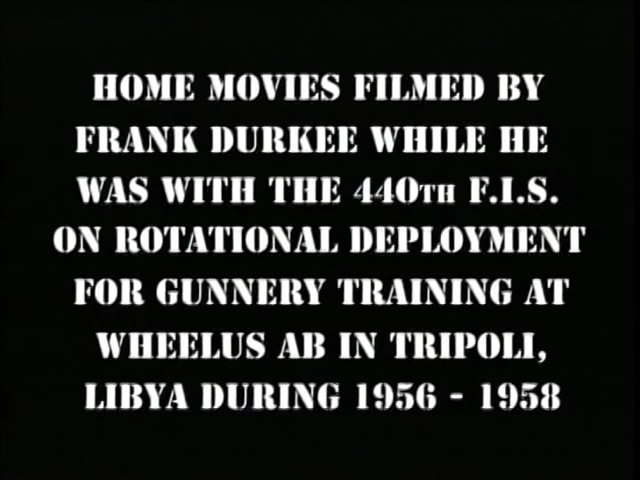 HOME MOVIES FILMED BY
FRANK DURKEE WHILE HE
WAS WITH THE 440TH F.I.S.
ON ROTATIONAL DEPLOYMENT
FOR GUNNERY TRAINING AT
WHEELUS AB IN TRIPOLI,
LIBYA DURING 1956 - 1958